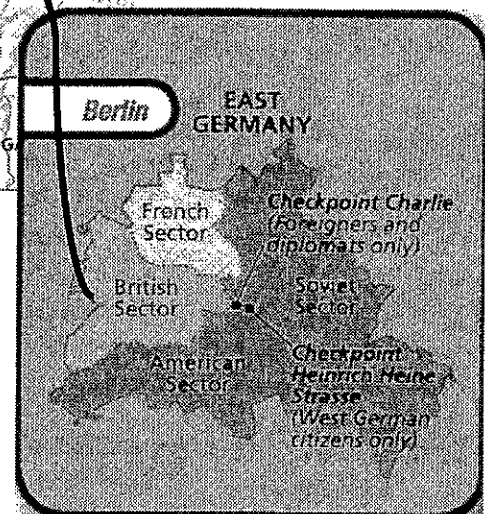 Berlin
EAST
GERMANY
French
Sector
Checkpoint Charlie
(Foreigners and
diplomats only)
British
Sector
Soviet
Sector
American
Sector
Checkpoint
Heinrich Heine
Strasse
(West German
citizens only)